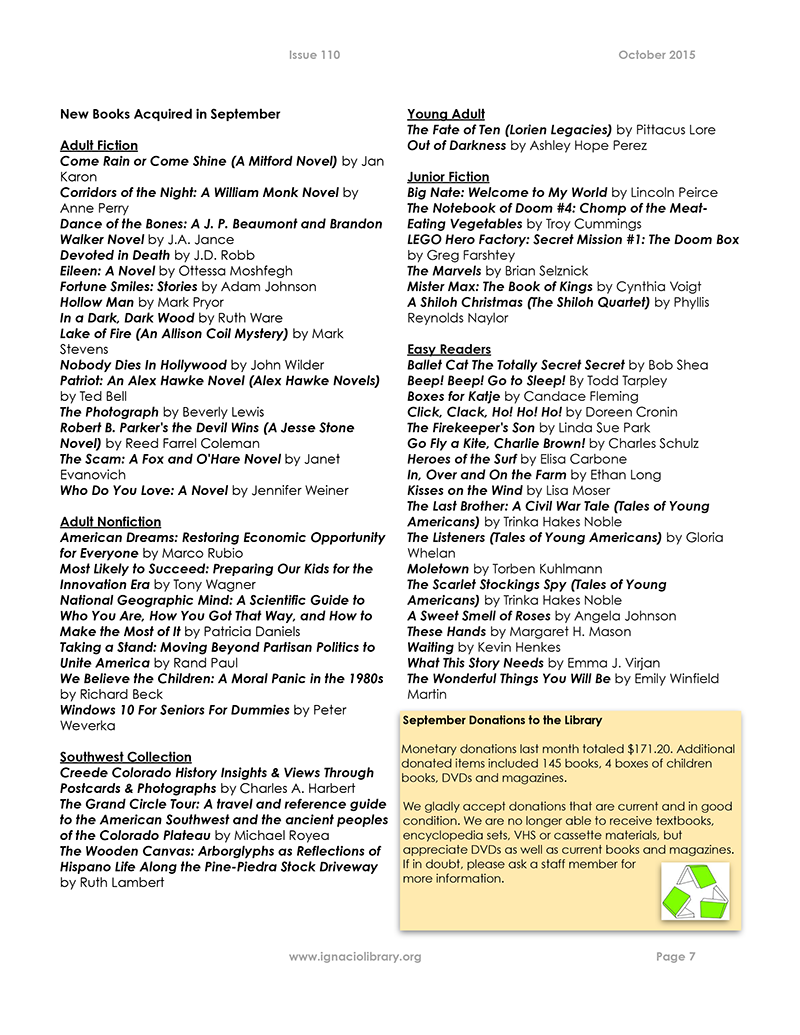 Issue 110
October 2015
New Books Acquired in September
Adult Fiction
Come Rain or Come Shine (A Mitford Novel) by Jan
Karon
Corridors of the Night: A William Monk Novel by
Anne Perry
Dance of the Bones: A J. P. Beaumont and Brandon
Walker Novel by J.A. Jance
Devoted in Death by J.D. Robb
Eileen: A Novel by Ottessa Moshfegh
Fortune Smiles: Stories by Adam Johnson
Hollow Man by Mark Pryor
In a Dark, Dark Wood by Ruth Ware
Lake of Fire (An Allison Coil Mystery) by Mark
Stevens
Nobody Dies In Hollywood by John Wilder
Patriot: An Alex Hawke Novel (Alex Hawke Novels)
by Ted Bell
The Photograph by Beverly Lewis
Robert B. Parker's the Devil Wins (A Jesse Stone
Novel) by Reed Farrel Coleman
The Scam: A Fox and O'Hare Novel by Janet
Evanovich
Who Do You Love: A Novel by Jennifer Weiner
Adult Nonfiction
American Dreams: Restoring Economic Opportunity
for Everyone by Marco Rubio
Most Likely to Succeed: Preparing Our Kids for the
Innovation Era by Tony Wagner
National Geographic Mind: A Scientific Guide to
Who You Are, How You Got That Way, and How to
Make the Most of It by Patricia Daniels
Taking a Stand: Moving Beyond Partisan Politics to
Unite America by Rand Paul
We Believe the Children: A Moral Panic in the 1980s
by Richard Beck
Windows 10 For Seniors For Dummies by Peter
Weverka
Southwest Collection
Creede Colorado History Insights & Views Through
Postcards & Photographs by Charles A. Harbert
The Grand Circle Tour: A travel and reference guide
to the American Southwest and the ancient peoples
of the Colorado Plateau by Michael Royea
The Wooden Canvas: Arborglyphs as Reflections of
Hispano Life Along the Pine-Piedra Stock Driveway
by Ruth Lambert
Young Adult
The Fate of Ten (Lorien Legacies) by Pittacus Lore
Out of Darkness by Ashley Hope Perez
Junior Fiction
Big Nate: Welcome to My World by Lincoln Peirce
The Notebook of Doom #4: Chomp of the Meat-
Eating Vegetables by Troy Cummings
LEGO Hero Factory: Secret Mission #1: The Doom Box
by Greg Farshtey
The Marvels by Brian Selznick
Mister Max: The Book of Kings by Cynthia Voigt
A Shiloh Christmas (The Shiloh Quartet) by Phyllis
Reynolds Naylor
Easy Readers
Ballet Cat The Totally Secret Secret by Bob Shea
Beep! Beep! Go to Sleep! By Todd Tarpley
Boxes for Katje by Candace Fleming
Click, Clack, Ho! Ho! Ho! by Doreen Cronin
The Firekeeper's Son by Linda Sue Park
Go Fly a Kite, Charlie Brown! by Charles Schulz
Heroes of the Surf by Elisa Carbone
In, Over and On the Farm by Ethan Long
Kisses on the Wind by Lisa Moser
The Last Brother: A Civil War Tale (Tales of Young
Americans) by Trinka Hakes Noble
The Listeners (Tales of Young Americans) by Gloria
Whelan
Moletown by Torben Kuhlmann
The Scarlet Stockings Spy (Tales of Young
Americans) by Trinka Hakes Noble
A Sweet Smell of Roses by Angela Johnson
These Hands by Margaret H. Mason
Waiting by Kevin Henkes
What This Story Needs by Emma J. Virjan
The Wonderful Things You Will Be by Emily Winfield
Martin
September Donations to the Library
Monetary donations last month totaled $171.20. Additional
donated items included 145 books, 4 boxes of children
books, DVDs and magazines.
We gladly accept donations that are current and in good
condition. We are no longer able to receive textbooks,
encyclopedia sets, VHS or cassette materials, but
appreciate DVDs as well as current books and magazines.
If in doubt, please ask a staff member for
more information.
www.ignaciolibrary.org
Page 7